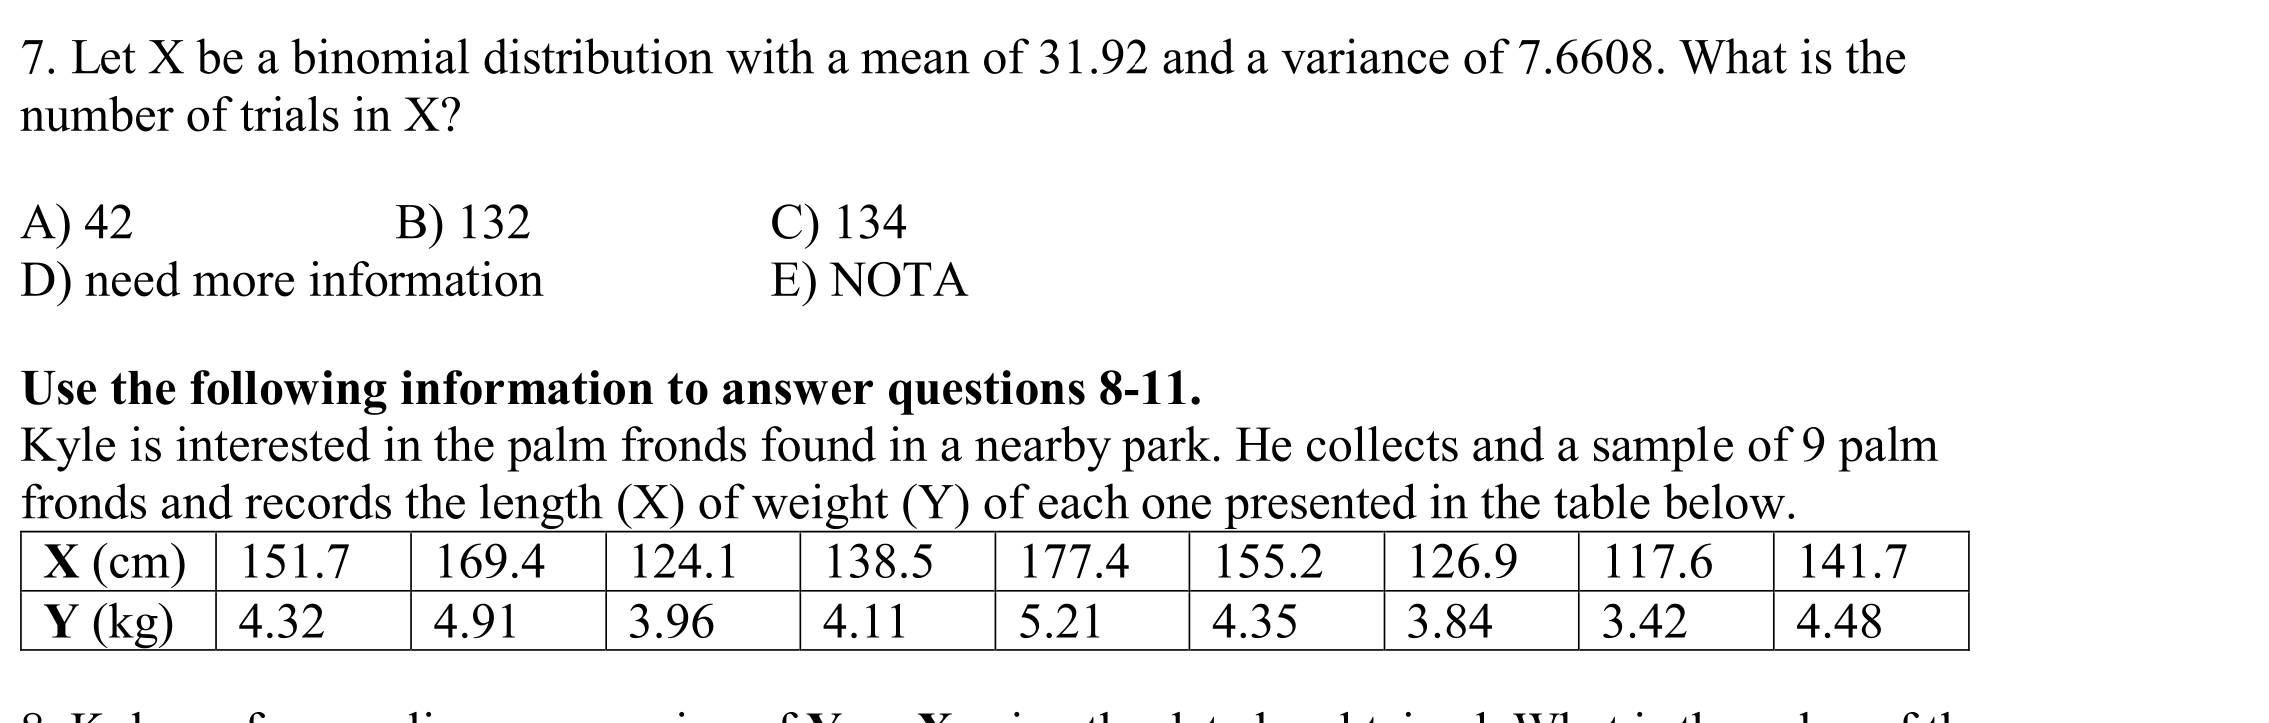 7. Let X be a binomial distribution with a mean of 31.92 and a variance of 7.6608. What is the
number of trials in X?
A) 42 B) 132 C) 134
D) need more information E) NOTA
Use the following information to answer questions 8-11.
Kyle is interested in the palm fronds found in a nearby park. He collects and a sample of 9 palm
fronds and records the length (X) of weight (Y) of each one presented in the table below.
X (cm) 151.7 169.4 124.1 138.5 177.4 155.2 126.9 117.6 141.7
Y (kg) 4.32 4.91 3.96 4.11 5.21 4.35 3.84 3.42 4.48